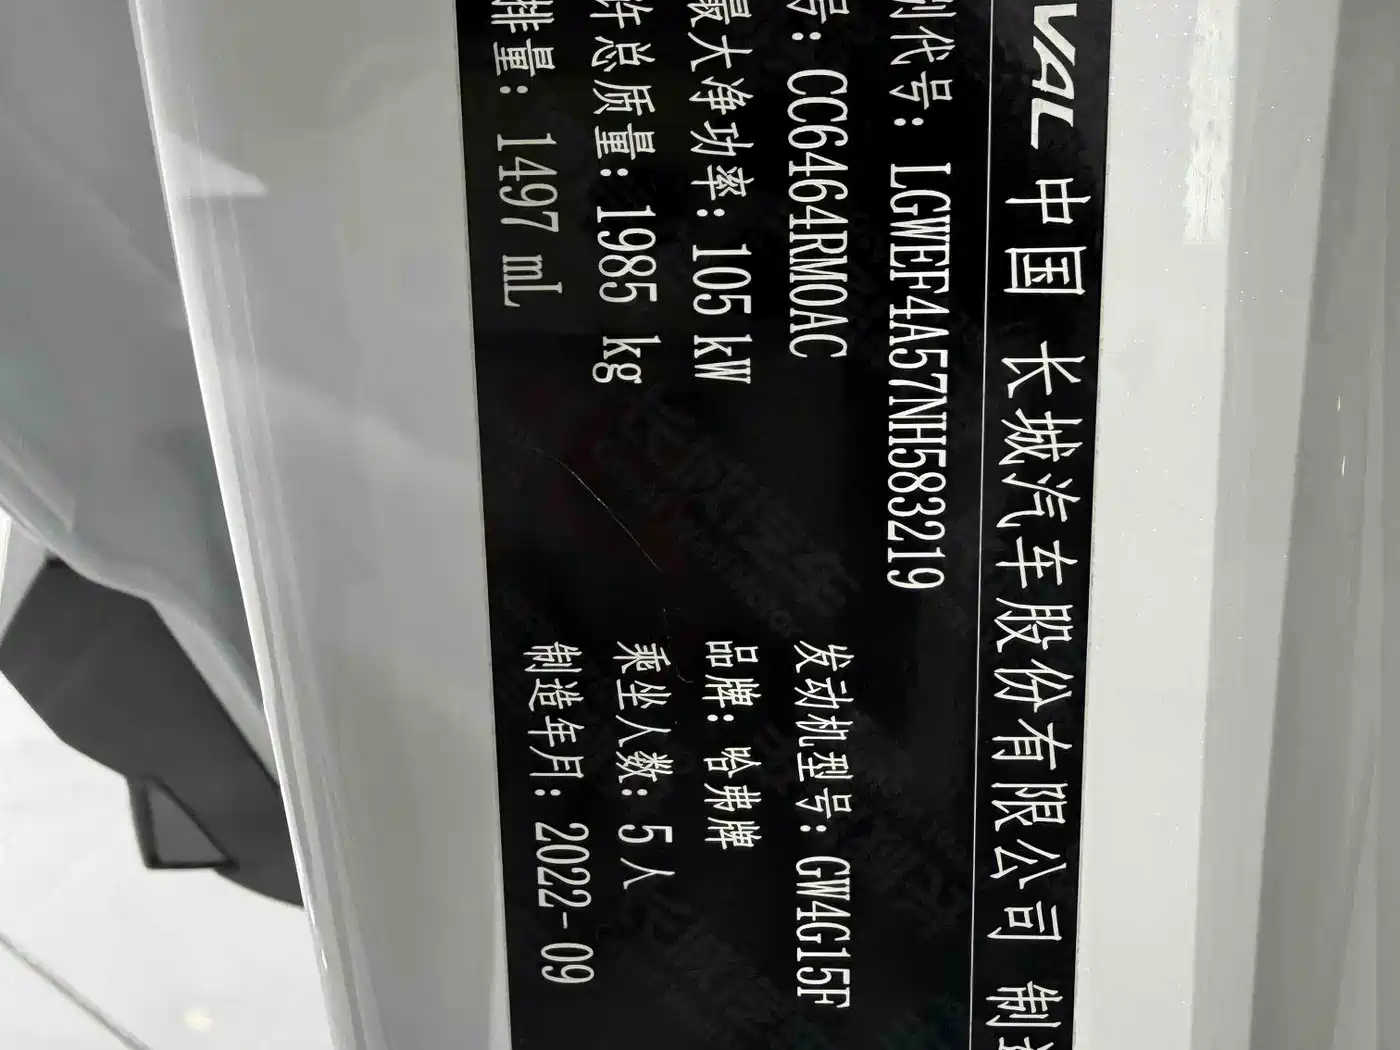 VAL 中国 长城汽车股份有限公司 制造
别代号: LGWEF4A57NH583219
号: CC6464RM0AC 发动机型号: GW4G15F
最大净功率: 105 kW 品牌: 哈弗牌
许总质量: 1985 kg 乘坐人数: 5 人
排量: 1497 mL 制造年月: 2022-09